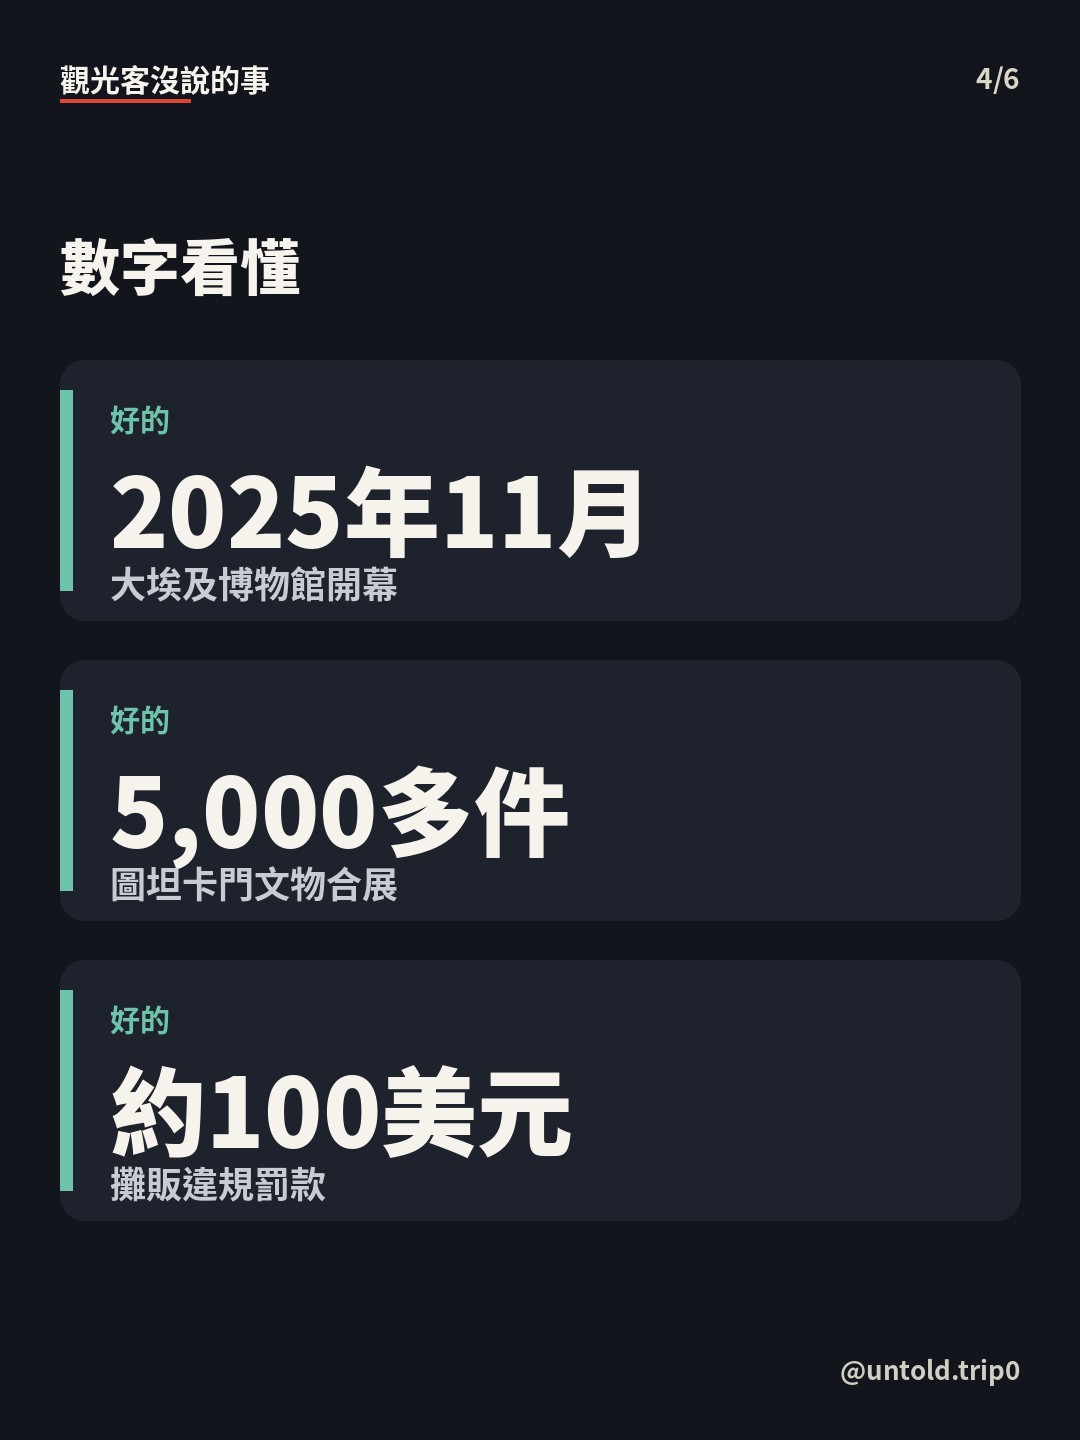 觀光客沒說的事
4/6
數字看懂
好的
2025年11月
大埃及博物館開幕
好的
5,000多件
圖坦卡門文物合展
好的
約100美元
攤販違規罰款
@untold.trip0